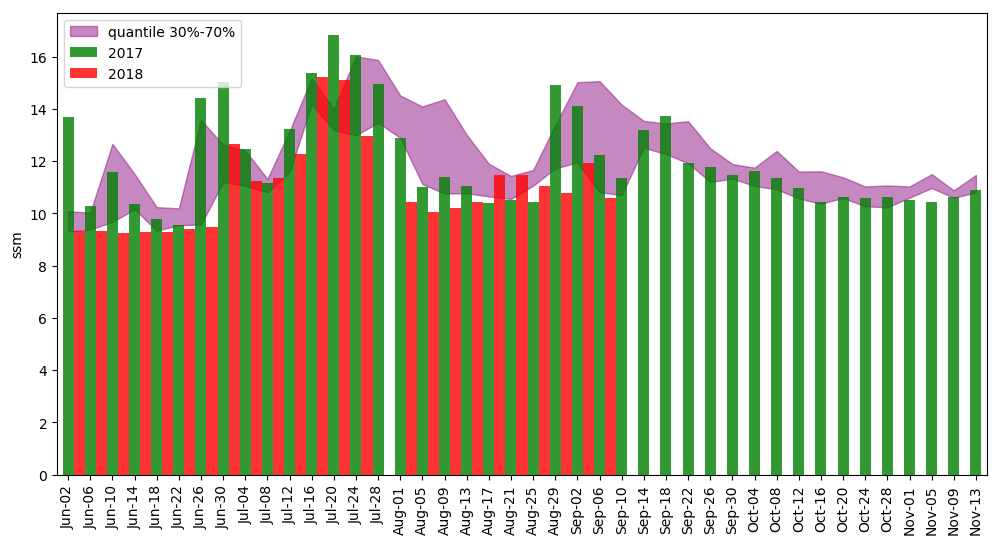 quantile 30%-70%
2017
2018
ssm
16
14
12
10
8
6
4
2
0
Jun-02
Jun-06
Jun-10
Jun-14
Jun-18
Jun-22
Jun-26
Jun-30
Jul-04
Jul-08
Jul-12
Jul-16
Jul-20
Jul-24
Jul-28
Aug-01
Aug-05
Aug-09
Aug-13
Aug-17
Aug-21
Aug-25
Aug-29
Sep-02
Sep-06
Sep-10
Sep-14
Sep-18
Sep-22
Sep-26
Sep-30
Oct-04
Oct-08
Oct-12
Oct-16
Oct-20
Oct-24
Oct-28
Nov-01
Nov-05
Nov-09
Nov-13